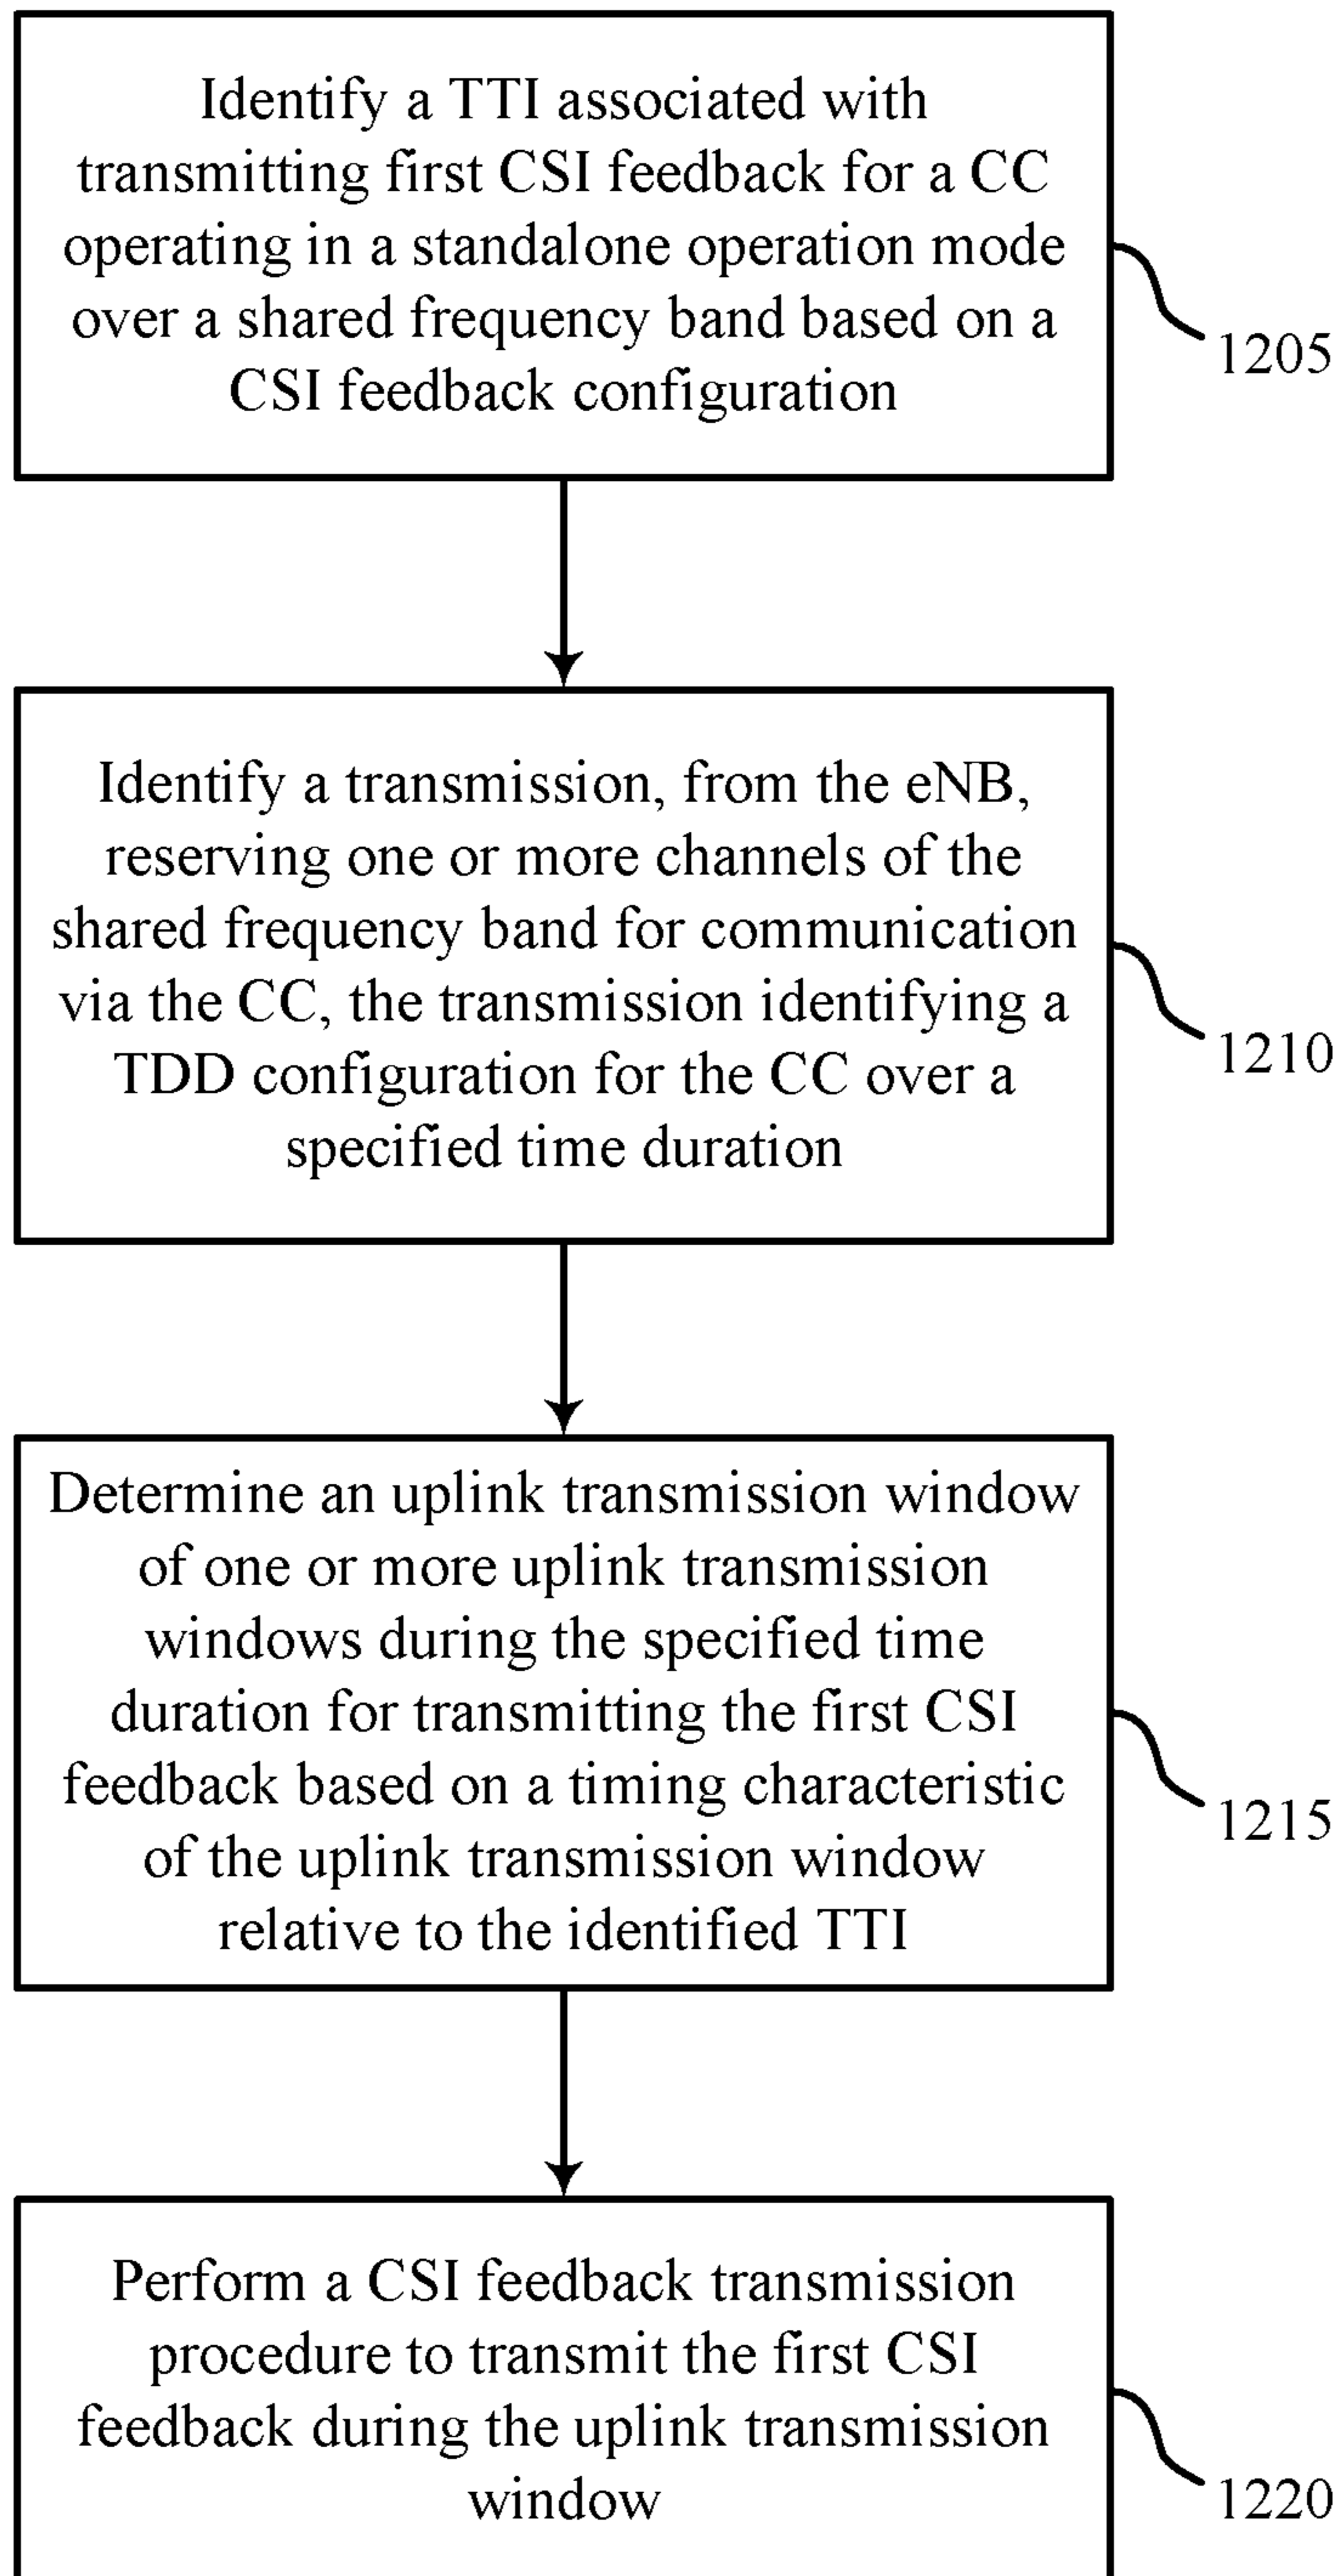 Identify a TTI associated with
transmitting first CSI feedback for a CC
operating in a standalone operation mode
over a shared frequency band based on a
CSI feedback configuration
1205
Identify a transmission, from the eNB,
reserving one or more channels of the
shared frequency band for communication
via the CC, the transmission identifying a
TDD configuration for the CC over a
specified time duration
1210
Determine an uplink transmission window
of one or more uplink transmission
windows during the specified time
duration for transmitting the first CSI
feedback based on a timing characteristic
of the uplink transmission window
relative to the identified TTI
1215
Perform a CSI feedback transmission
procedure to transmit the first CSI
feedback during the uplink transmission
window
1220